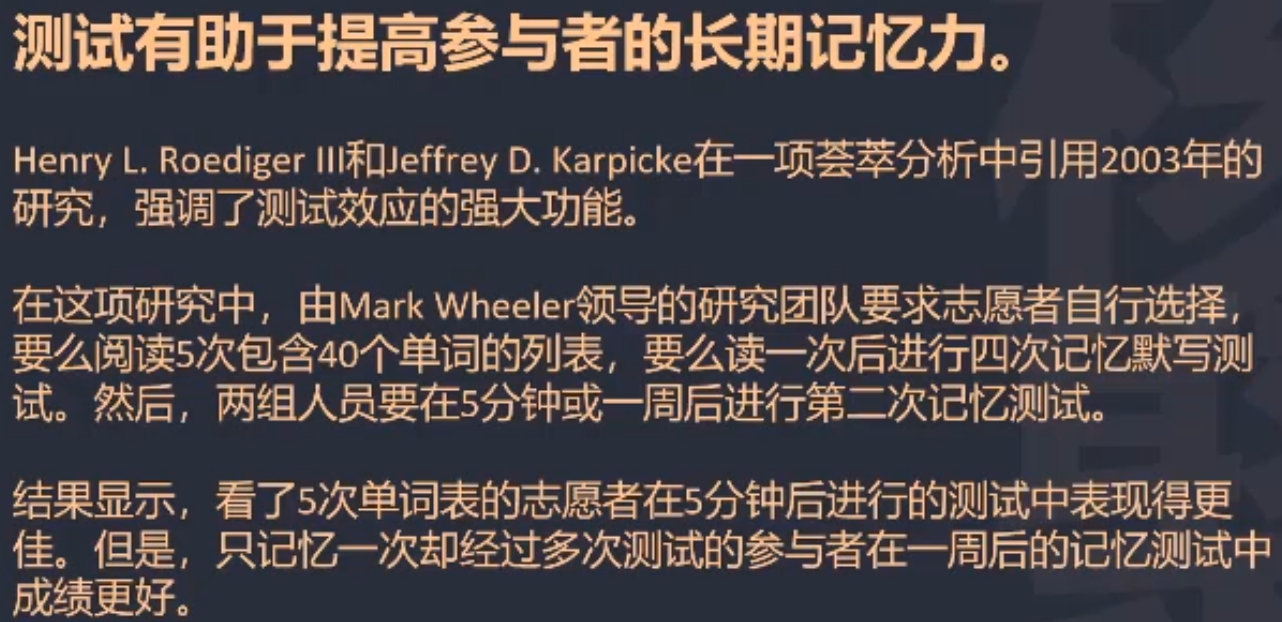 测试有助于提高参与者的长期记忆力。
Henry L. Roediger III和Jeffrey D. Karpicke在一项荟萃分析中引用2003年的
研究，强调了测试效应的强大功能。
在这项研究中，由Mark Wheeler领导的研究团队要求志愿者自行选择，
要么阅读5次包含40个单词的列表，要么读一次后进行四次记忆默写测
试。然后，两组人员要在5分钟或一周后进行第二次记忆测试。
结果显示，看了5次单词表的志愿者在5分钟后进行的测试中表现得更
佳。但是，只记忆一次却经过多次测试的参与者在一周后的记忆测试中
成绩更好。